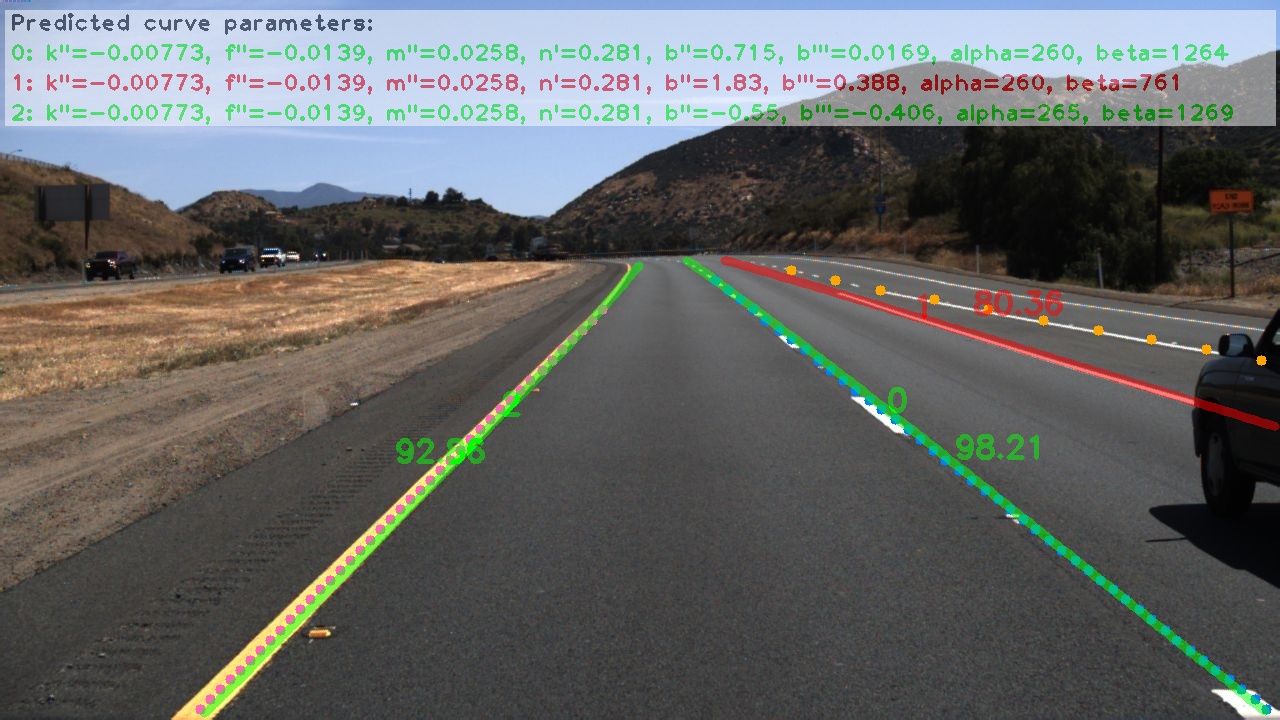 Predicted curve parameters:
0: k''=-0.00773, f''=-0.0139, m''=0.0258, n'=0.281, b''=0.715, b'''=0.0169, alpha=260, beta=1264
1: k''=-0.00773, f''=-0.0139, m''=0.0258, n'=0.281, b''=1.83, b'''=0.388, alpha=260, beta=761
2: k''=-0.00773, f''=-0.0139, m''=0.0258, n'=0.281, b''=-0.55, b'''=-0.406, alpha=265, beta=1269
END
ROAD WORK
1
80.36
2
0
92.36
98.21